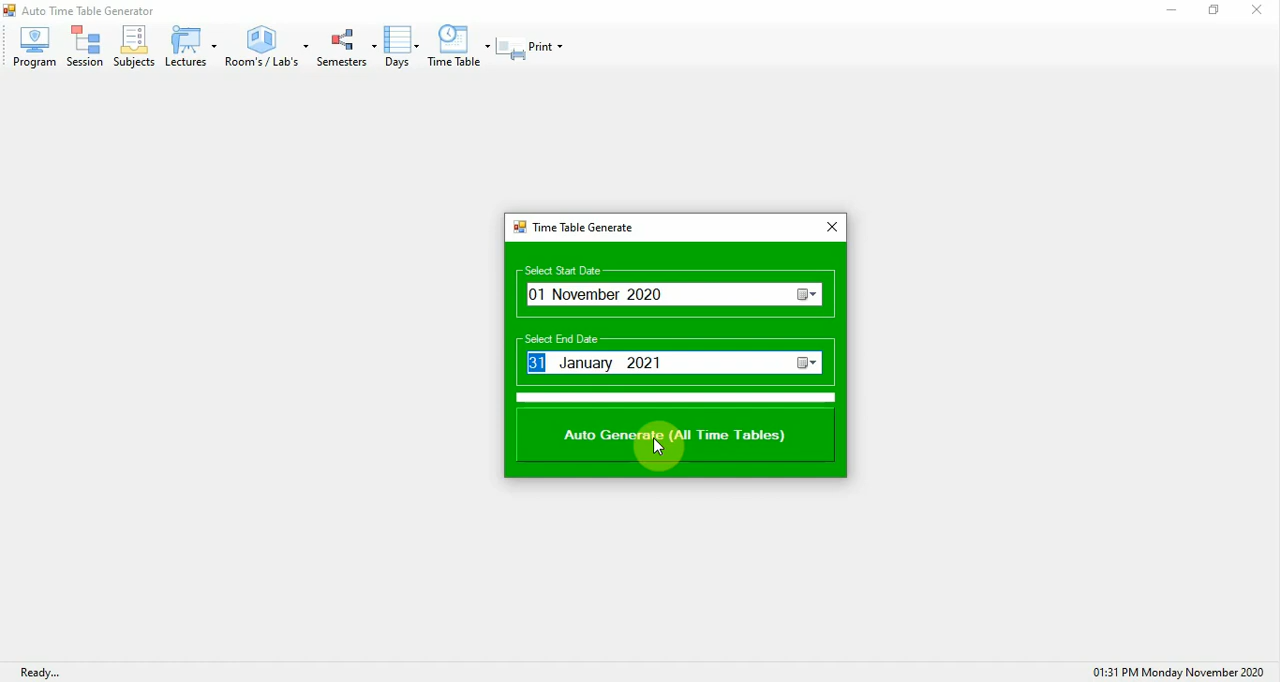 Auto Time Table Generator
Program Session Subjects Lectures Room's / Lab's Semesters Days Time Table Print
Time Table Generate
Select Start Date
01 November 2020
Select End Date
31 January 2021
Auto Generate (All Time Tables)
Ready... 01:31 PM Monday November 2020